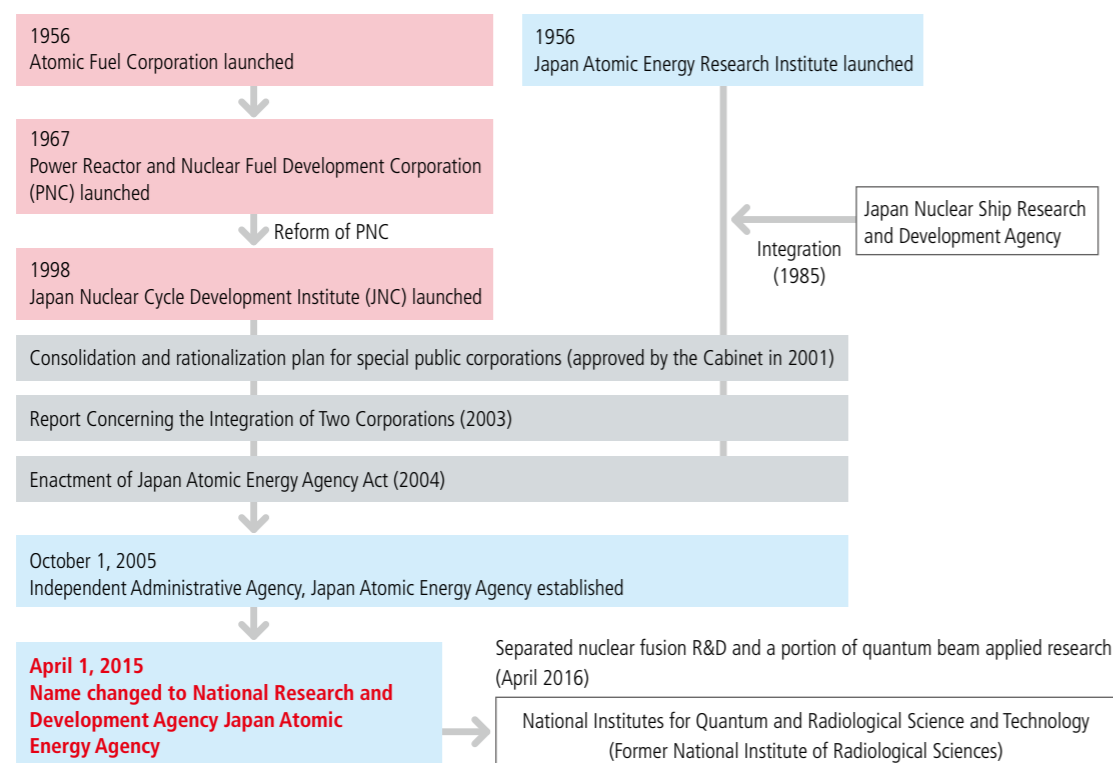 1956
Atomic Fuel Corporation launched
1956
Japan Atomic Energy Research Institute launched
1967
Power Reactor and Nuclear Fuel Development Corporation
(PNC) launched
Japan Nuclear Ship Research
and Development Agency
Integration
(1985)
Reform of PNC
1998
Japan Nuclear Cycle Development Institute (JNC) launched
Consolidation and rationalization plan for special public corporations (approved by the Cabinet in 2001)
Report Concerning the Integration of Two Corporations (2003)
Enactment of Japan Atomic Energy Agency Act (2004)
October 1, 2005
Independent Administrative Agency, Japan Atomic Energy Agency established
April 1, 2015
Name changed to National Research and
Development Agency Japan Atomic
Energy Agency
Separated nuclear fusion R&D and a portion of quantum beam applied research
(April 2016)
National Institutes for Quantum and Radiological Science and Technology
(Former National Institute of Radiological Sciences)